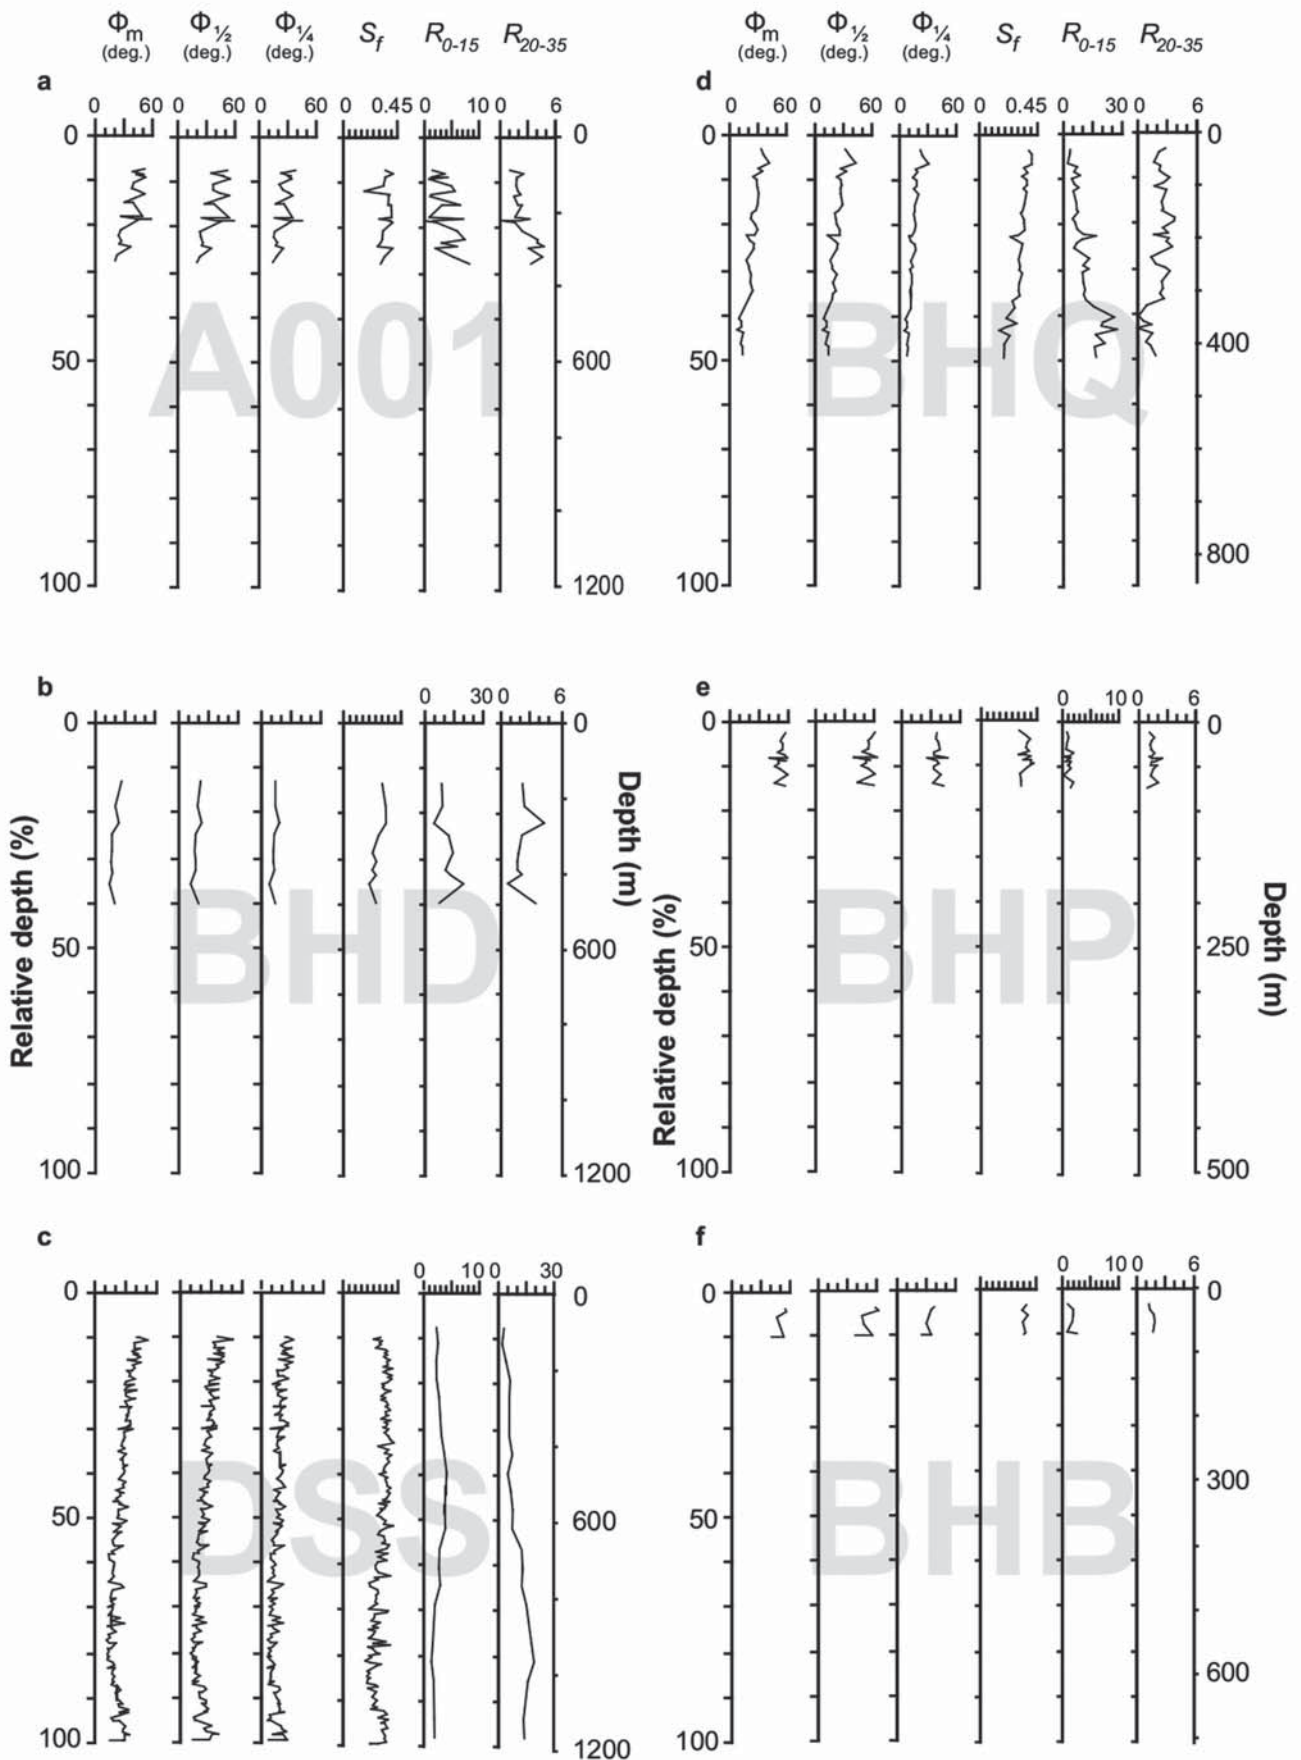 Φm Φ½ Φ¼ Sf R0-15 R20-35
(deg.) (deg.) (deg.)
a
0 60 0 60 0 60 0 0.45 0 10 0 6
0 0
50 600
100 1200
A001
Φm Φ½ Φ¼ Sf R0-15 R20-35
(deg.) (deg.) (deg.)
d
0 60 0 60 0 60 0 0.45 0 30 0 6
0 0
50 400
800
100
BHQ
b
0 30 0 6
0 0
50 600
100 1200
BHD
Relative depth (%)
Depth (m)
e
0 10 0 6
0 0
50 250
100 500
BHP
Relative depth (%)
Depth (m)
c
0 10 0 30
0 0
50 600
100 1200
DSS
f
0 10 0 6
0 0
300
50
600
100
BHB